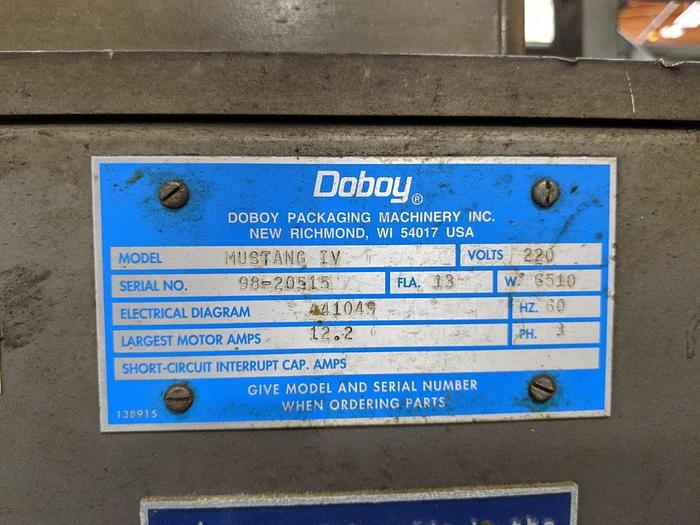 Doboy®
DOBOY PACKAGING MACHINERY INC.
NEW RICHMOND, WI 54017 USA
MODEL MUSTANG IV VOLTS 220
SERIAL NO. 98-20515 FLA. 13 W. 6510
ELECTRICAL DIAGRAM 441049 HZ. 60
LARGEST MOTOR AMPS 12.2 PH. 3
SHORT-CIRCUIT INTERRUPT CAP. AMPS
GIVE MODEL AND SERIAL NUMBER
WHEN ORDERING PARTS
138915